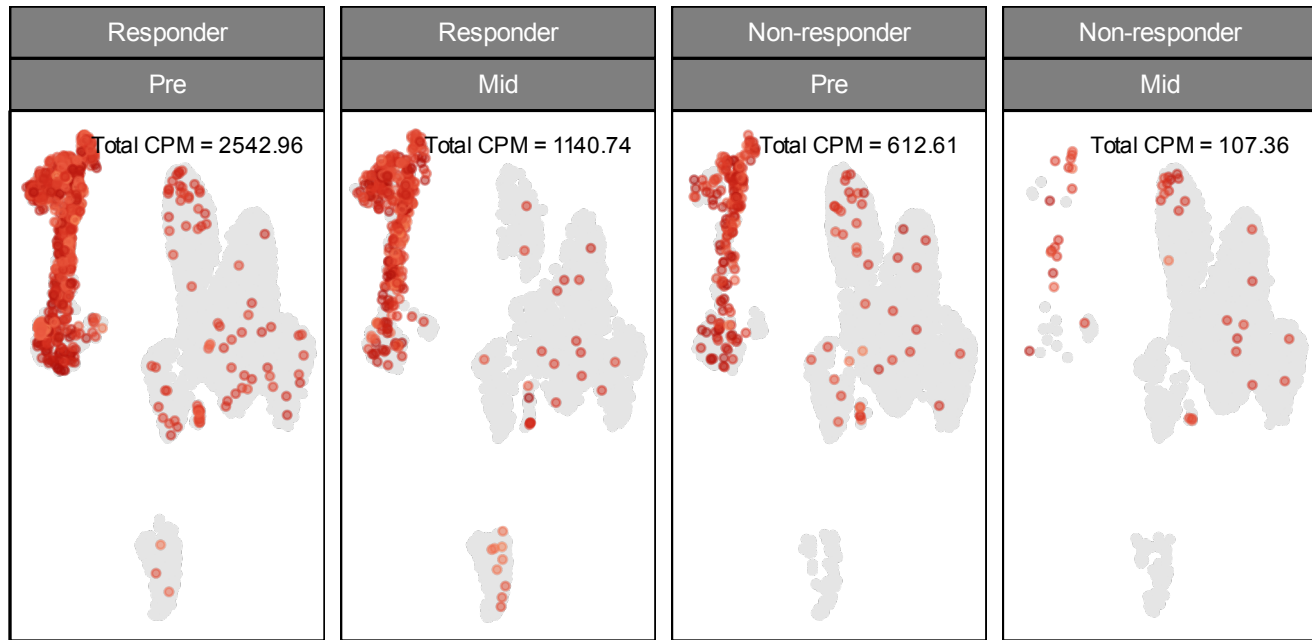 Responder Responder Non-responder Non-responder
Pre Mid Pre Mid
Total CPM = 2542.96 Total CPM = 1140.74 Total CPM = 612.61 Total CPM = 107.36